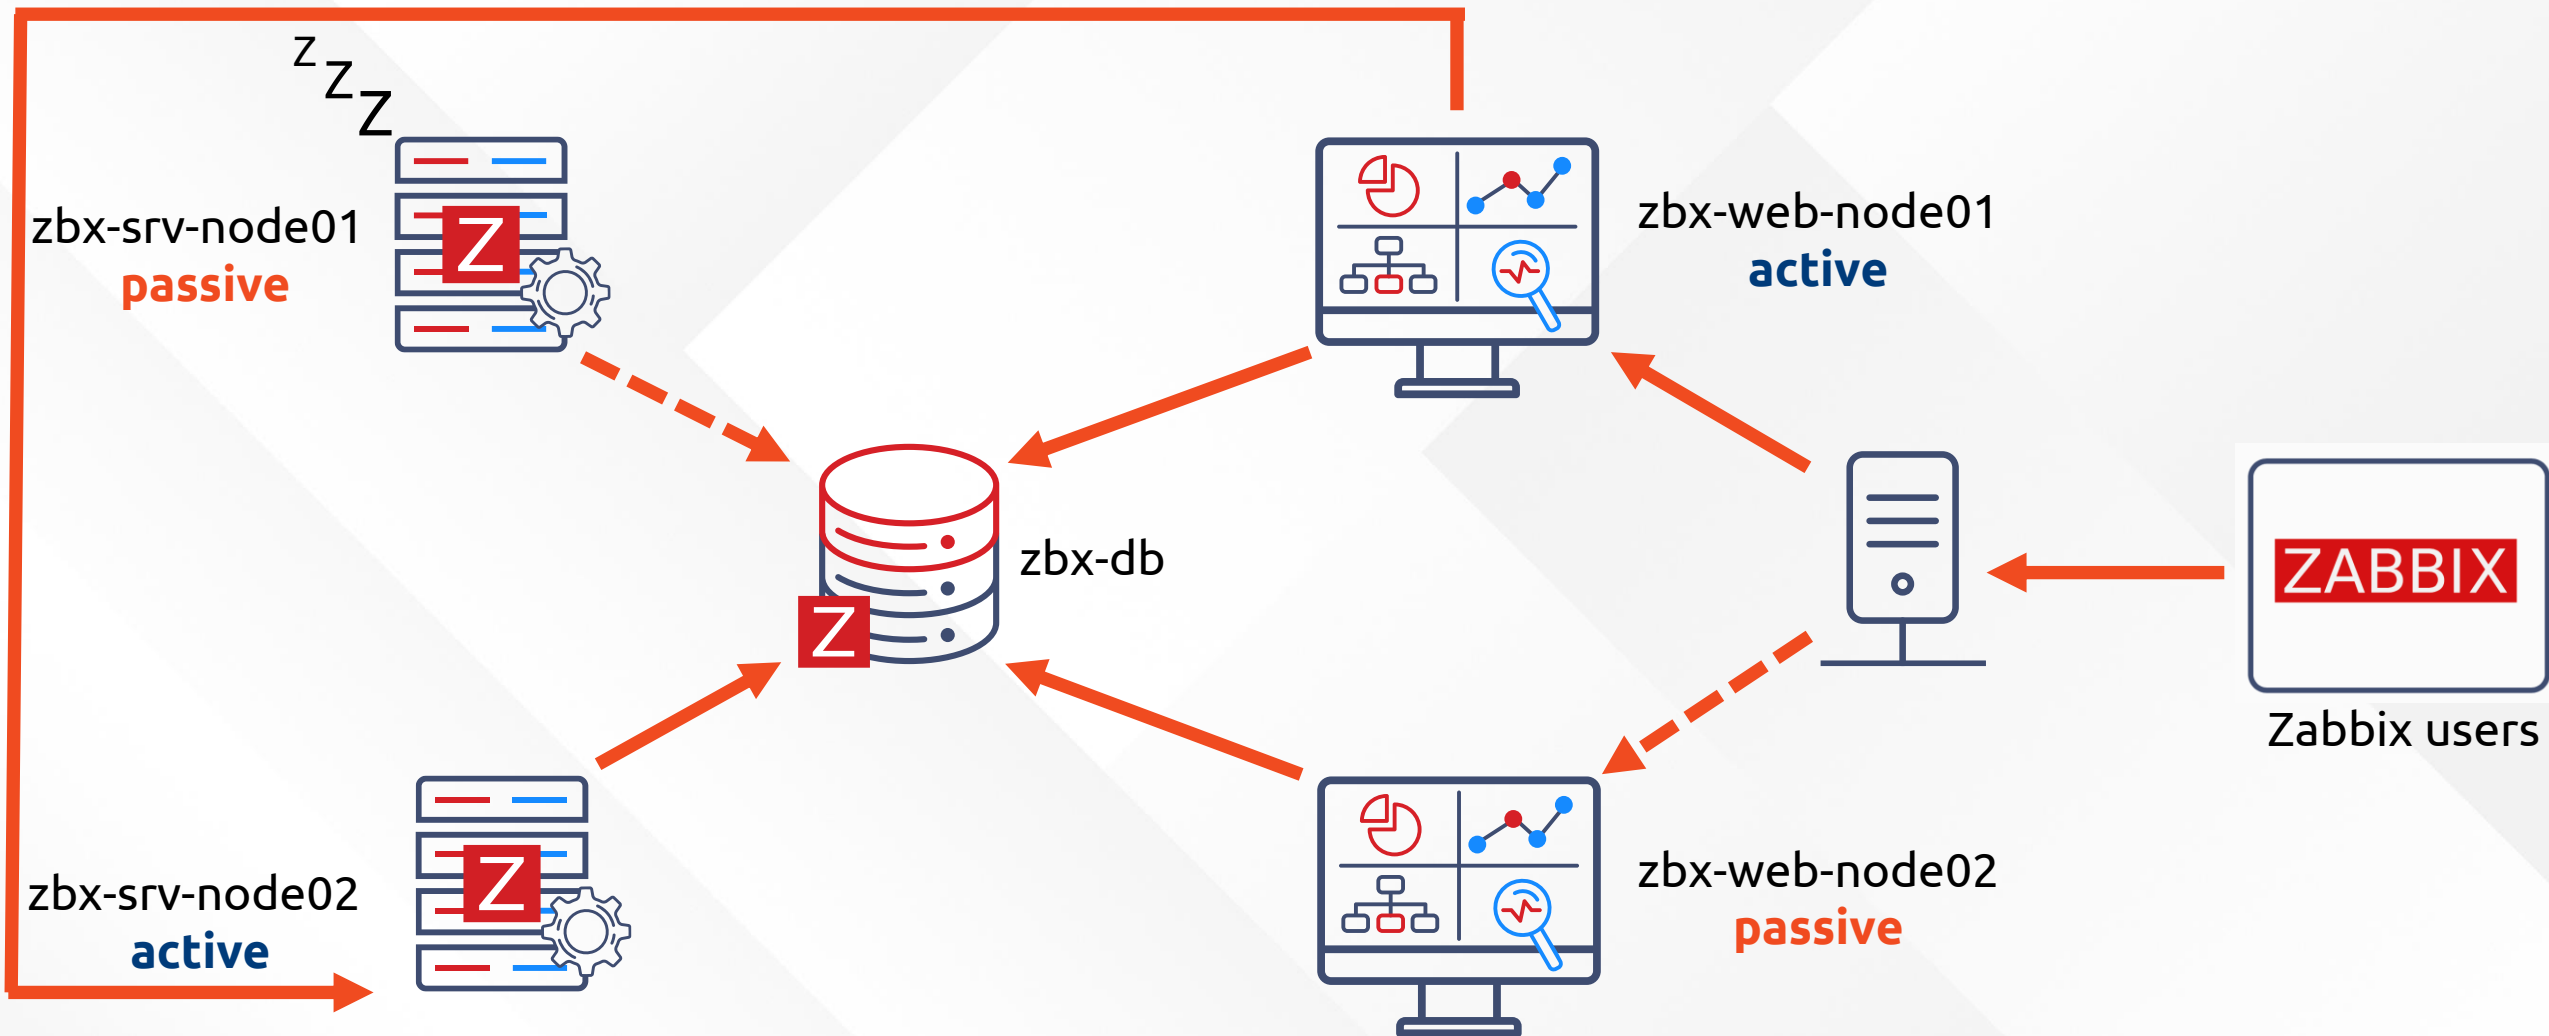 z
z
z
zbx-srv-node01
passive
Z
zbx-web-node01
active
zbx-db
Z
ZABBIX
Zabbix users
zbx-srv-node02
active
Z
zbx-web-node02
passive